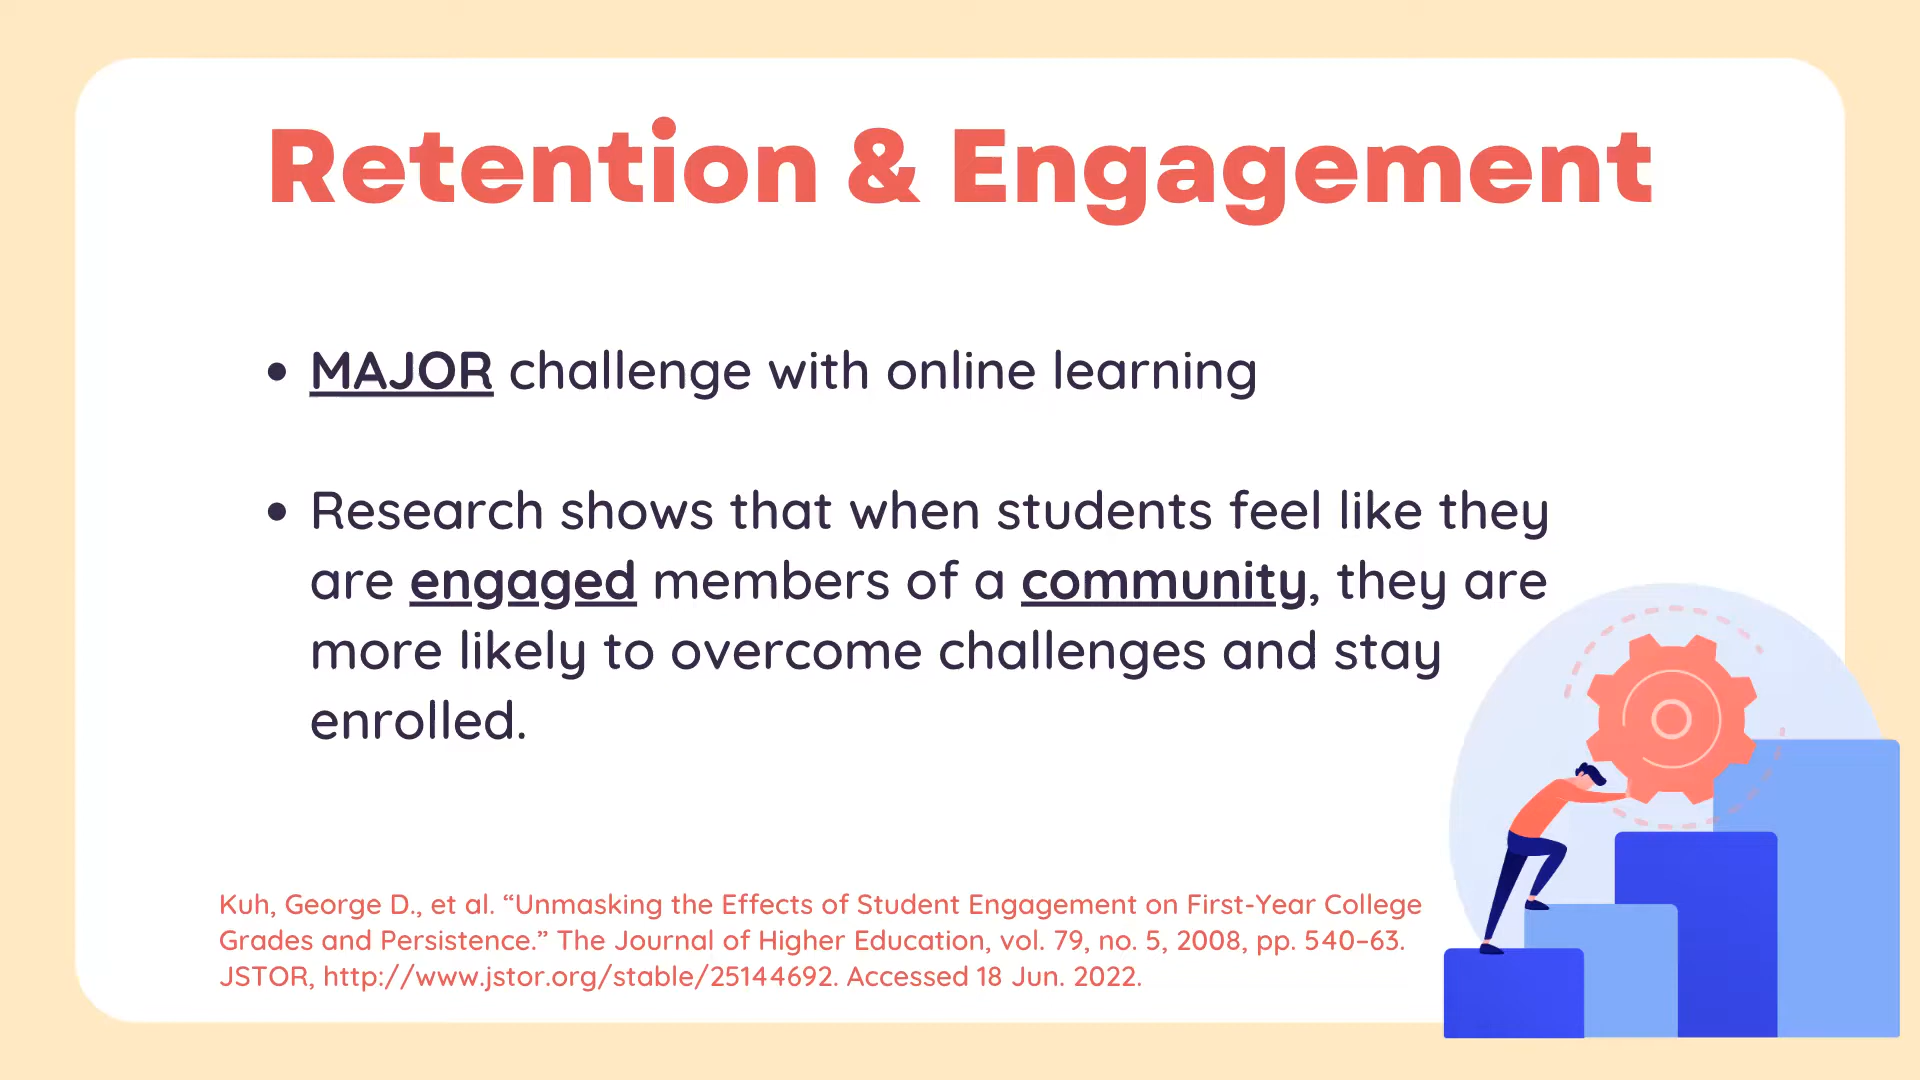 Retention & Engagement
• MAJOR challenge with online learning
• Research shows that when students feel like they
are engaged members of a community, they are
more likely to overcome challenges and stay
enrolled.
Kuh, George D., et al. “Unmasking the Effects of Student Engagement on First-Year College
Grades and Persistence.” The Journal of Higher Education, vol. 79, no. 5, 2008, pp. 540–63.
JSTOR, http://www.jstor.org/stable/25144692. Accessed 18 Jun. 2022.